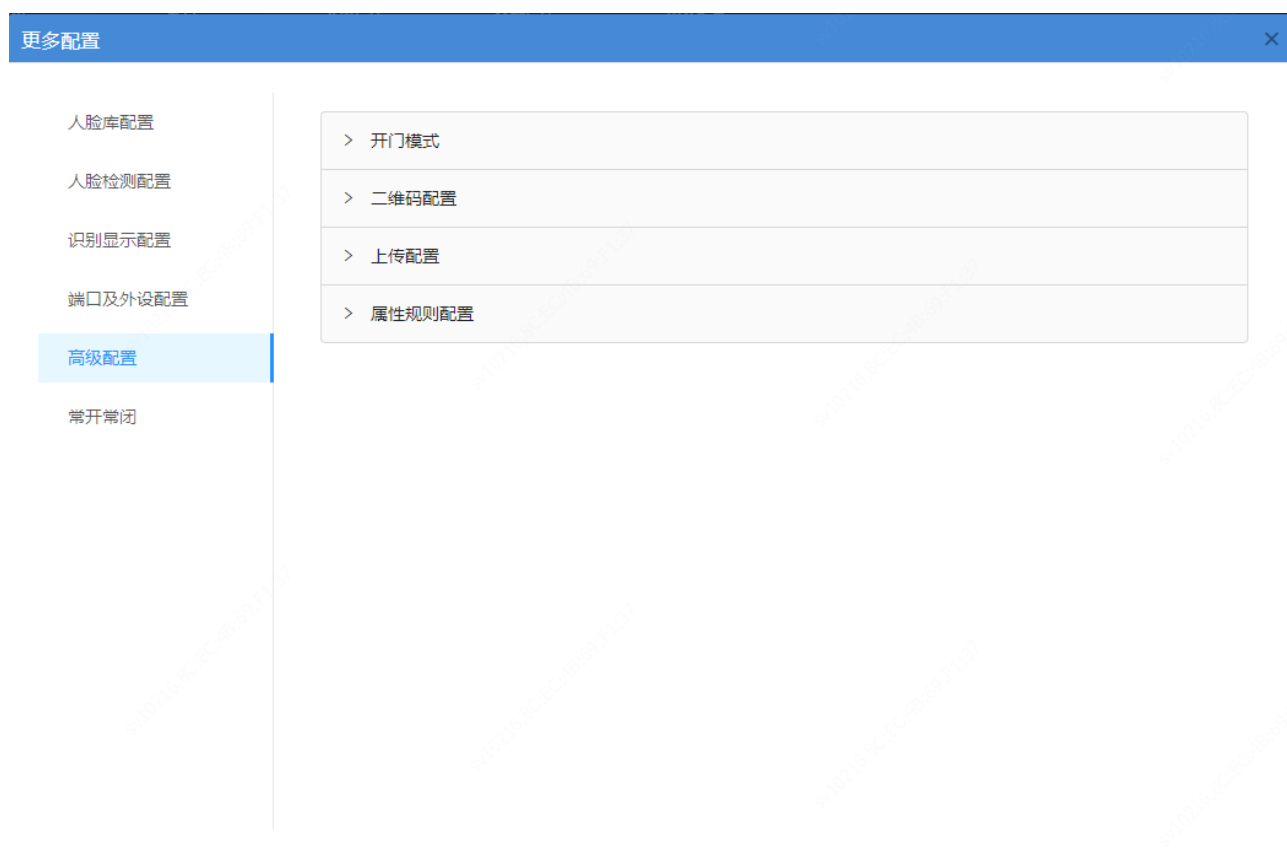 更多配置
人脸库配置
人脸检测配置
识别显示配置
端口及外设配置
高级配置
常开常闭
开门模式
二维码配置
上传配置
属性规则配置